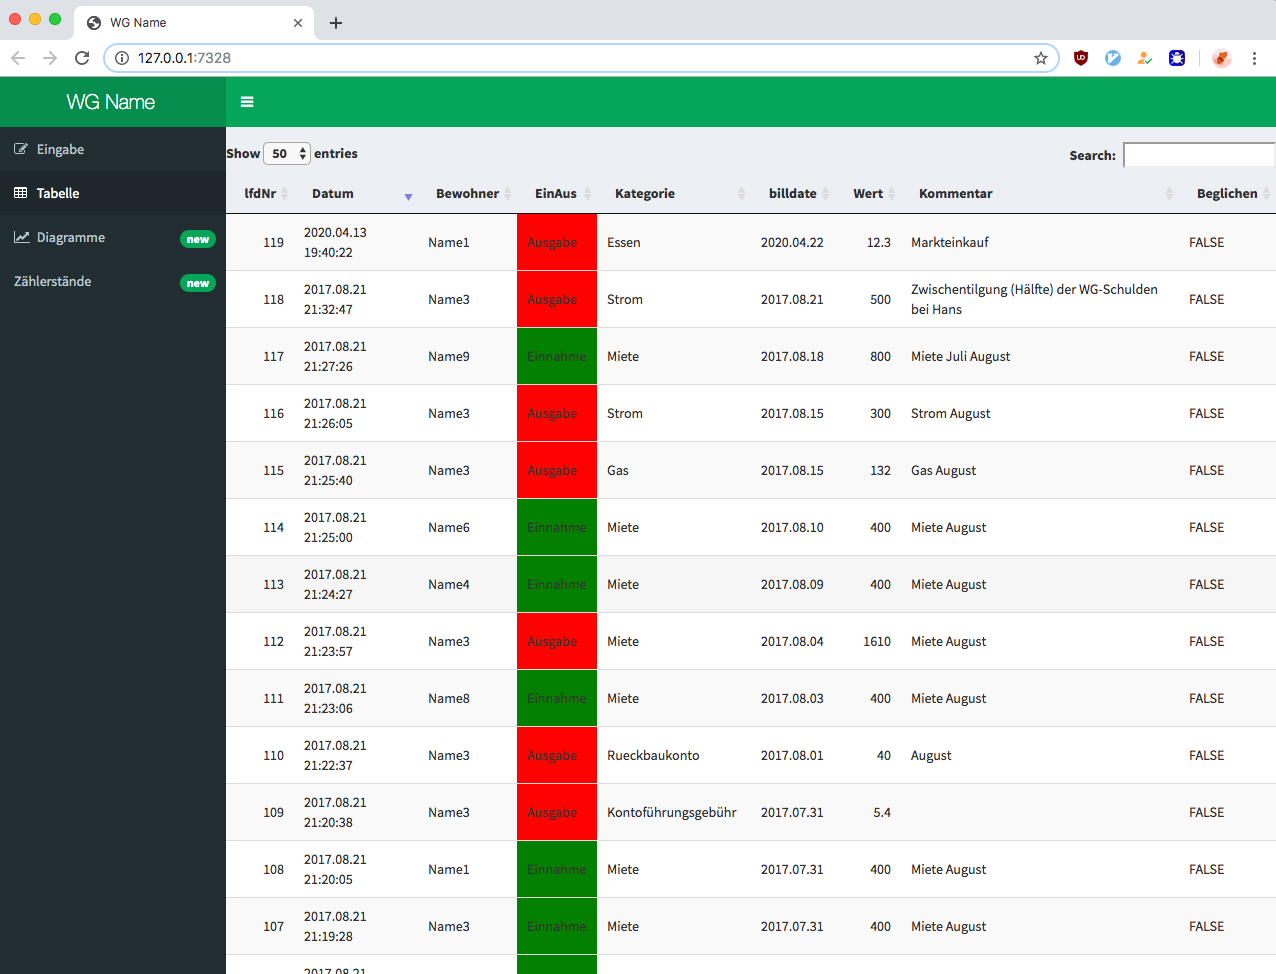 WG Name
127.0.0.1:7328
WG Name
Eingabe
Tabelle
Diagramme new
Zählerstände new
Show 50 entries
Search:
lfdNr Datum Bewohner EinAus Kategorie billdate Wert Kommentar Beglichen
119 2020.04.13 19:40:22 Name1 Ausgabe Essen 2020.04.22 12.3 Markteinkauf FALSE
118 2017.08.21 21:32:47 Name3 Ausgabe Strom 2017.08.21 500 Zwischentilgung (Hälfte) der WG-Schulden bei Hans FALSE
117 2017.08.21 21:27:26 Name9 Einnahme Miete 2017.08.18 800 Miete Juli August FALSE
116 2017.08.21 21:26:05 Name3 Ausgabe Strom 2017.08.15 300 Strom August FALSE
115 2017.08.21 21:25:40 Name3 Ausgabe Gas 2017.08.15 132 Gas August FALSE
114 2017.08.21 21:25:00 Name6 Einnahme Miete 2017.08.10 400 Miete August FALSE
113 2017.08.21 21:24:27 Name4 Einnahme Miete 2017.08.09 400 Miete August FALSE
112 2017.08.21 21:23:57 Name3 Ausgabe Miete 2017.08.04 1610 Miete August FALSE
111 2017.08.21 21:23:06 Name8 Einnahme Miete 2017.08.03 400 Miete August FALSE
110 2017.08.21 21:22:37 Name3 Ausgabe Rueckbaukonto 2017.08.01 40 August FALSE
109 2017.08.21 21:20:38 Name3 Ausgabe Kontoführungsgebühr 2017.07.31 5.4 FALSE
108 2017.08.21 21:20:05 Name1 Einnahme Miete 2017.07.31 400 Miete August FALSE
107 2017.08.21 21:19:28 Name3 Einnahme Miete 2017.07.31 400 Miete August FALSE
2017.08.21